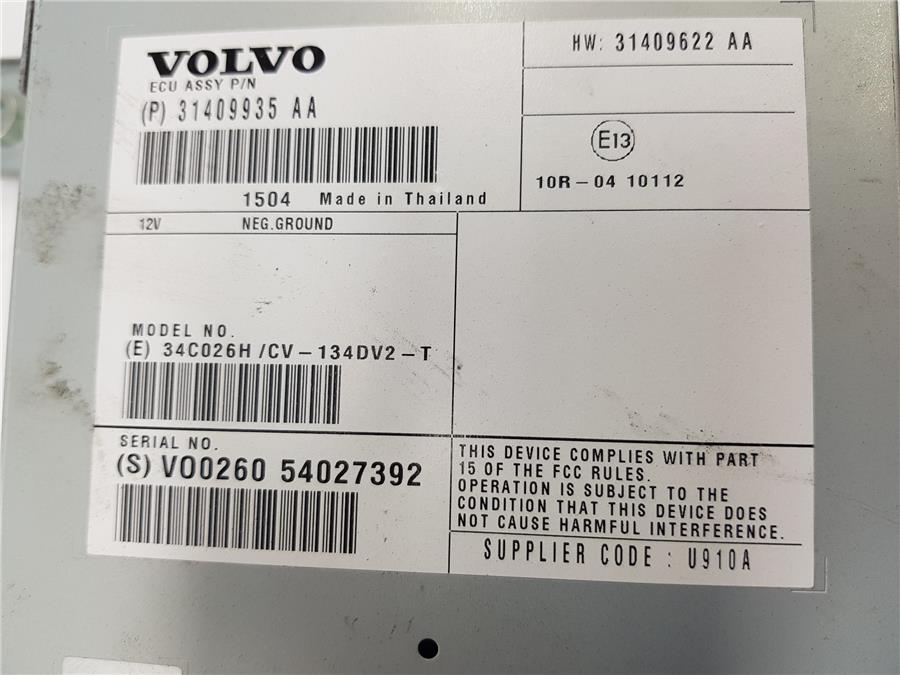 VOLVO
ECU ASSY P/N
(P) 31409935 AA
1504 Made in Thailand
HW: 31409622 AA
E13
10R-04 10112
12V NEG.GROUND
MODEL NO.
(E) 34C026H/CV-134DV2-T
SERIAL NO.
(S) VO0260 54027392
THIS DEVICE COMPLIES WITH PART
15 OF THE FCC RULES.
OPERATION IS SUBJECT TO THE
CONDITION THAT THIS DEVICE DOES
NOT CAUSE HARMFUL INTERFERENCE.
SUPPLIER CODE : U910A